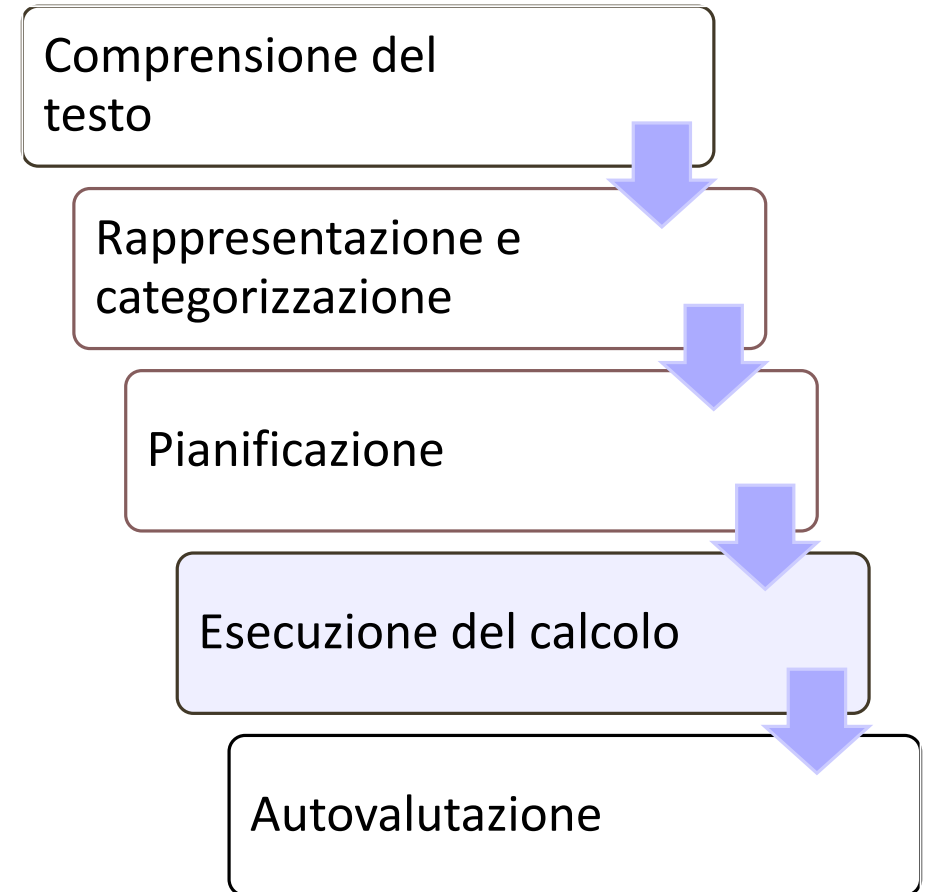 Comprensione del
testo
Rappresentazione e
categorizzazione
Pianificazione
Esecuzione del calcolo
Autovalutazione